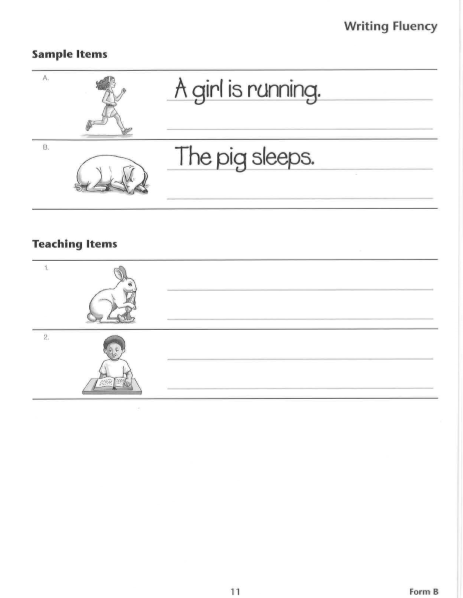 Writing Fluency
Sample Items
A.
A girl is running.
B.
The pig sleeps.
Teaching Items
1.
2.
11
Form B